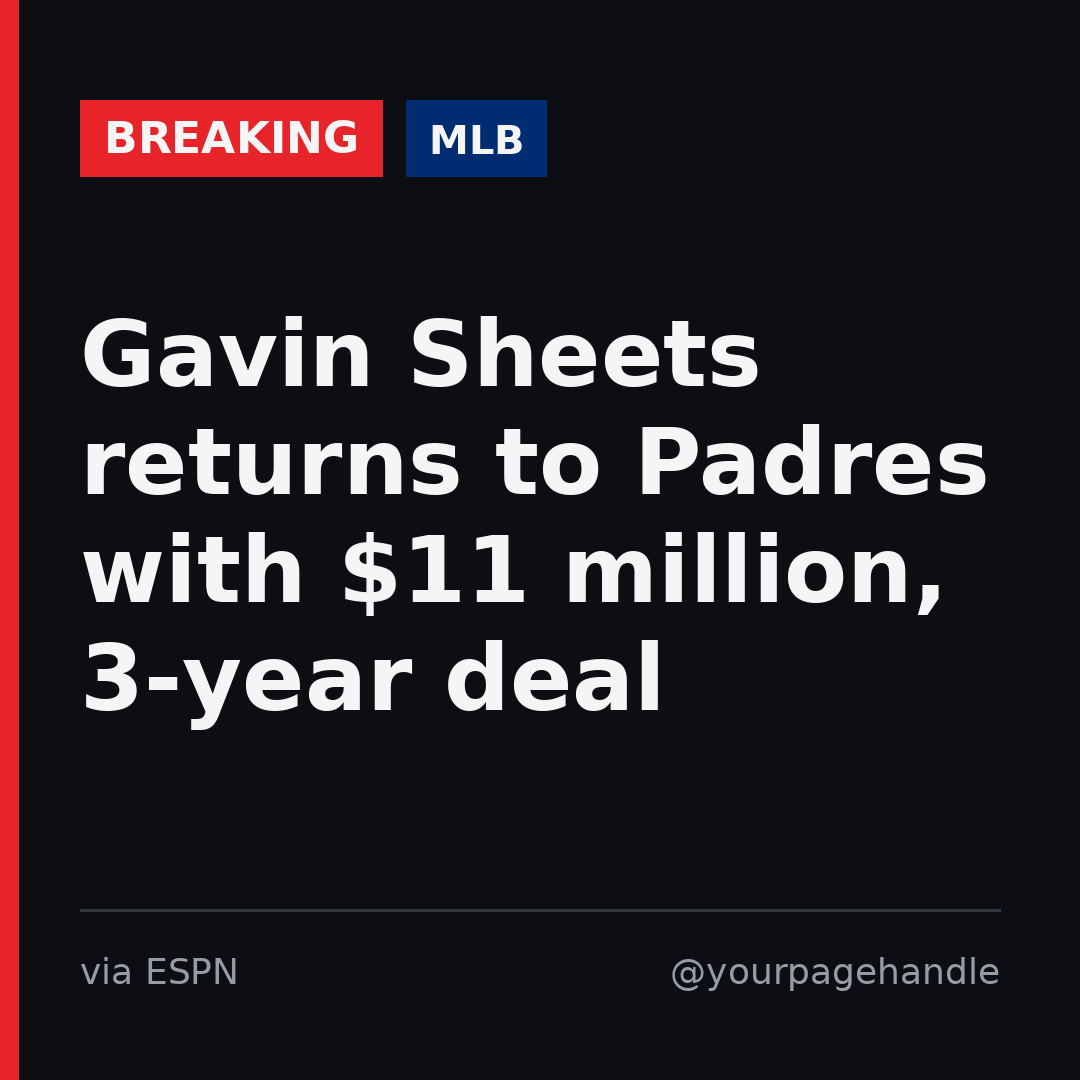 BREAKING MLB
Gavin Sheets
returns to Padres
with $11 million,
3-year deal
via ESPN @yourpagehandle